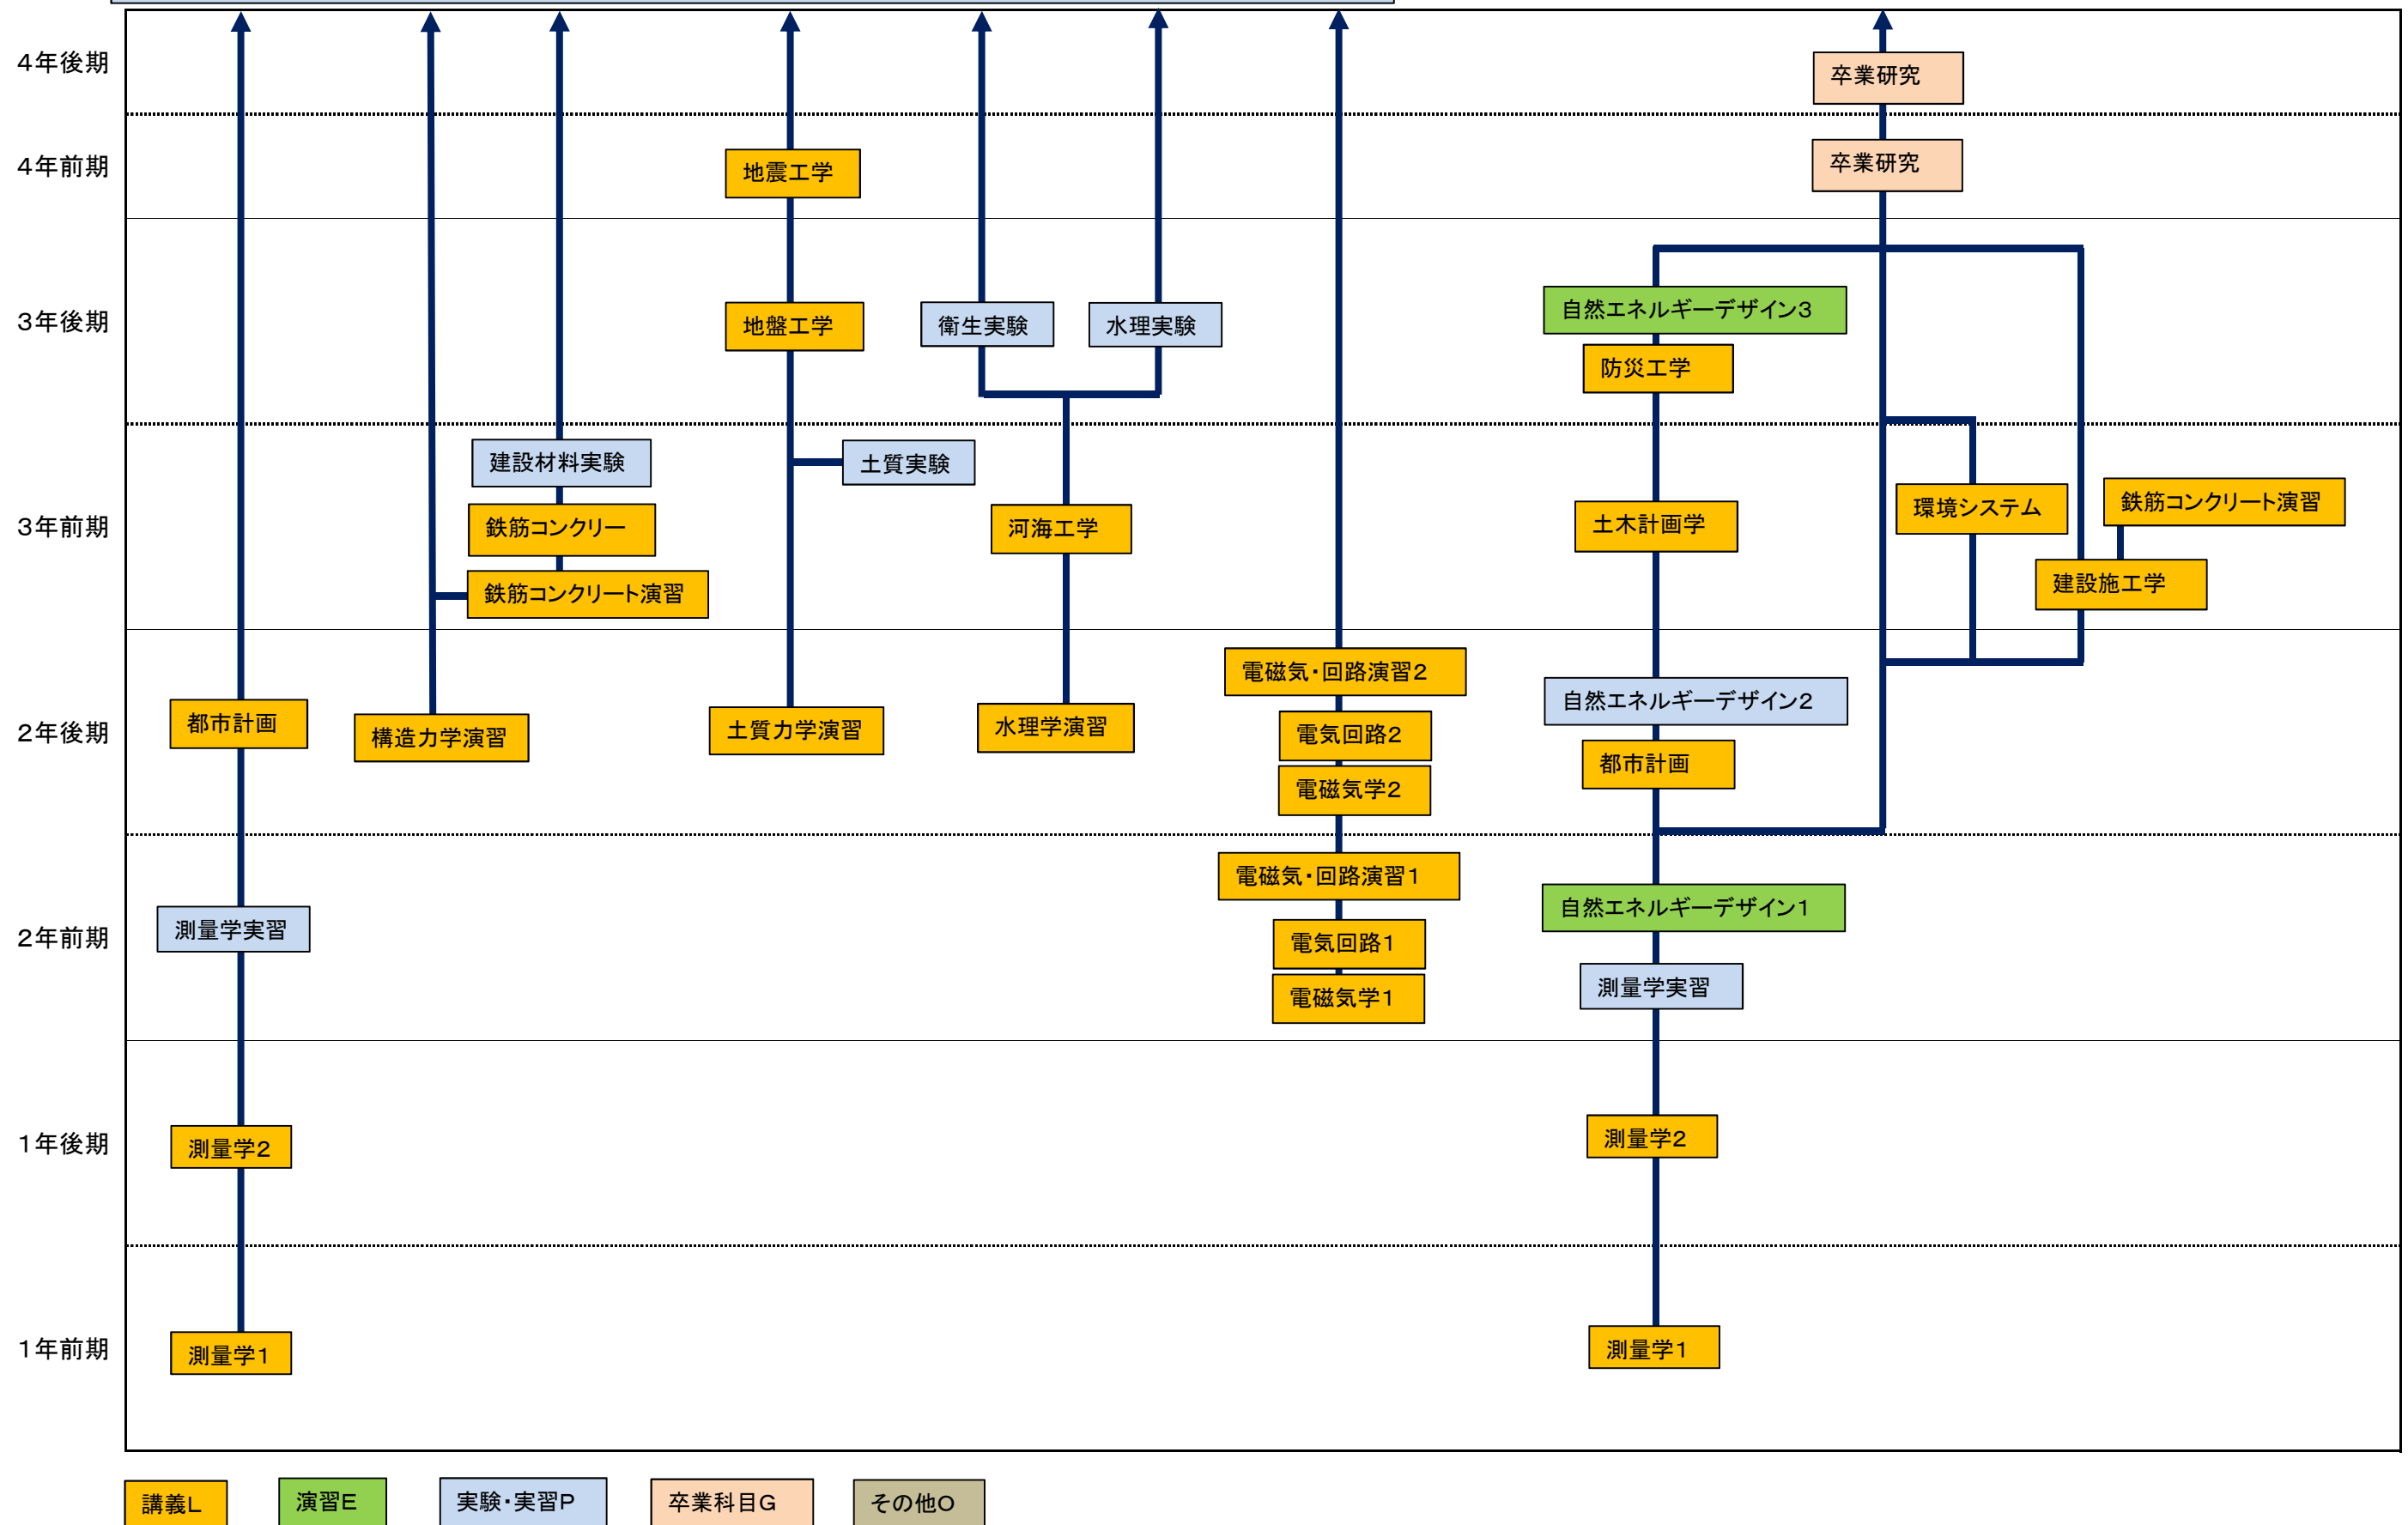 4年後期
卒業研究
4年前期
地震工学
卒業研究
3年後期
地盤工学
衛生実験
水理実験
自然エネルギーデザイン3
防災工学
3年前期
建設材料実験
土質実験
鉄筋コンクリー
河海工学
土木計画学
環境システム
鉄筋コンクリート演習
鉄筋コンクリート演習
建設施工学
2年後期
都市計画
構造力学演習
土質力学演習
水理学演習
電磁気・回路演習2
電気回路2
電磁気学2
自然エネルギーデザイン2
都市計画
2年前期
測量学実習
電磁気・回路演習1
電気回路1
電磁気学1
自然エネルギーデザイン1
測量学実習
1年後期
測量学2
測量学2
1年前期
測量学1
測量学1
講義L
演習E
実験・実習P
卒業科目G
その他O